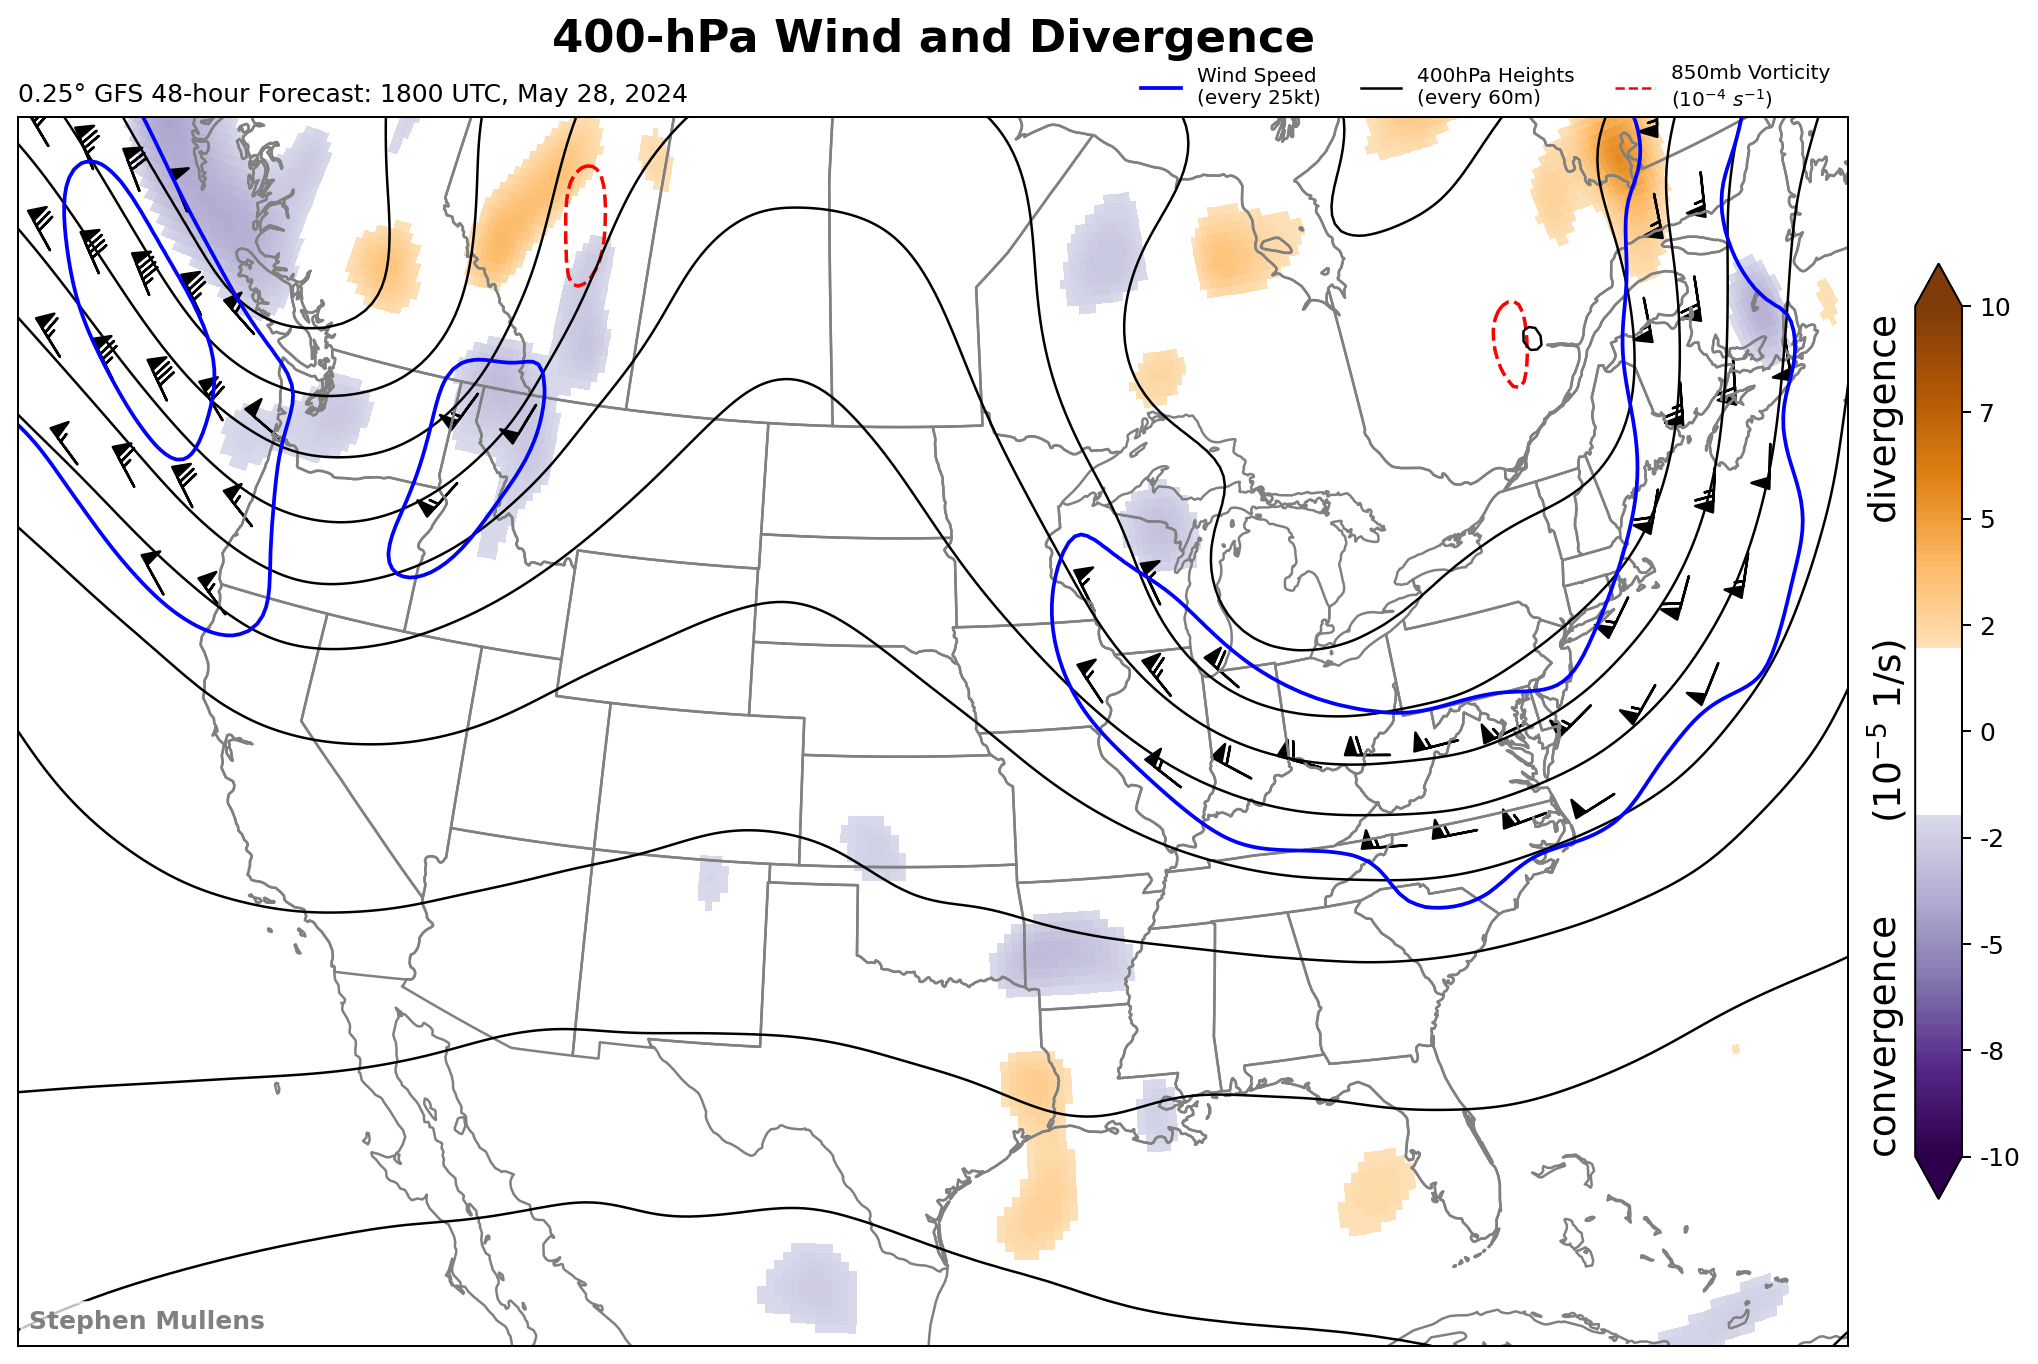 400-hPa Wind and Divergence
0.25° GFS 48-hour Forecast: 1800 UTC, May 28, 2024
Wind Speed
(every 25kt)
400hPa Heights
(every 60m)
850mb Vorticity
(10⁻⁴ s⁻¹)
10
7
5
2
0
-2
-5
-8
-10
convergence (10⁻⁵ 1/s) divergence
Stephen Mullens